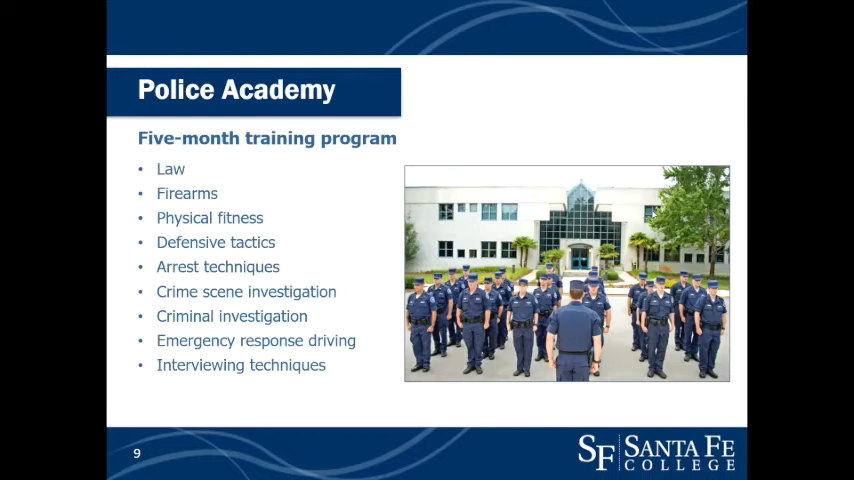 Police Academy
Five-month training program
• Law
• Firearms
• Physical fitness
• Defensive tactics
• Arrest techniques
• Crime scene investigation
• Criminal investigation
• Emergency response driving
• Interviewing techniques
9
SF SANTA FE
COLLEGE